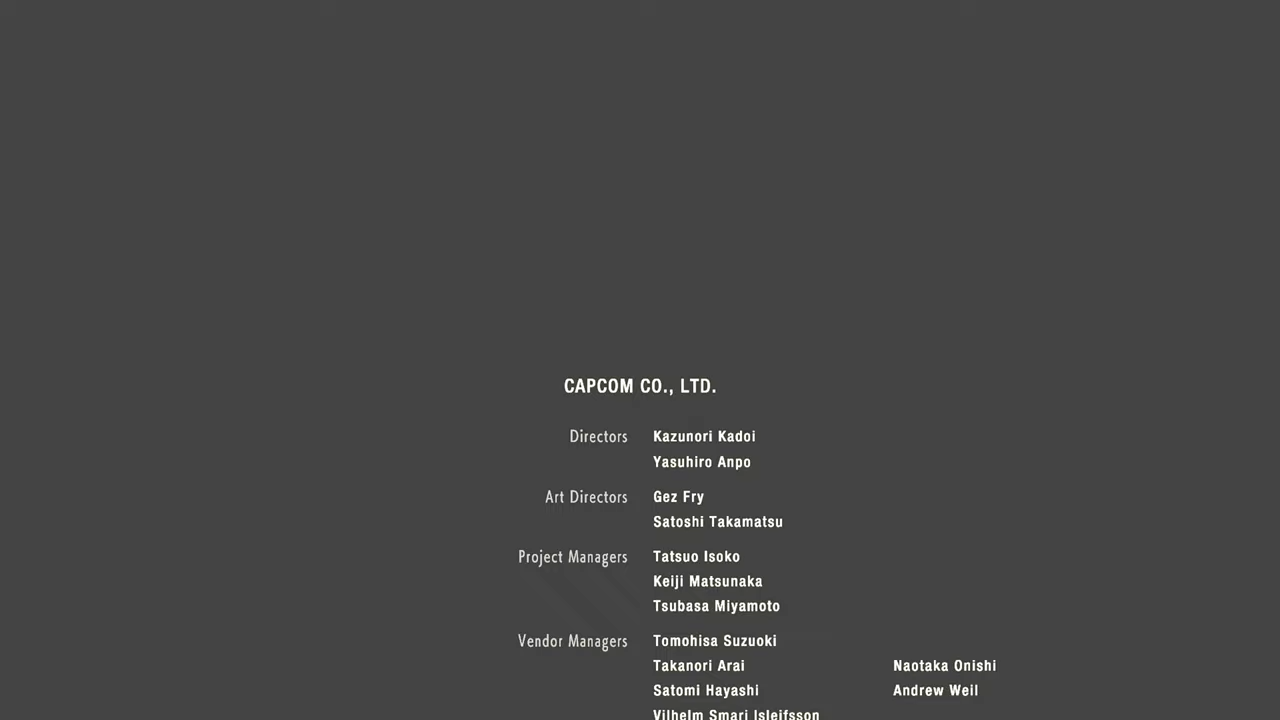 CAPCOM CO., LTD.
Directors Kazunori Kadoi
Yasuhiro Anpo
Art Directors Gez Fry
Satoshi Takamatsu
Project Managers Tatsuo Isoko
Keiji Matsunaka
Tsubasa Miyamoto
Vendor Managers Tomohisa Suzuoki
Takanori Arai Naotaka Onishi
Satomi Hayashi Andrew Weil
Vilhelm Smari Isleifsson